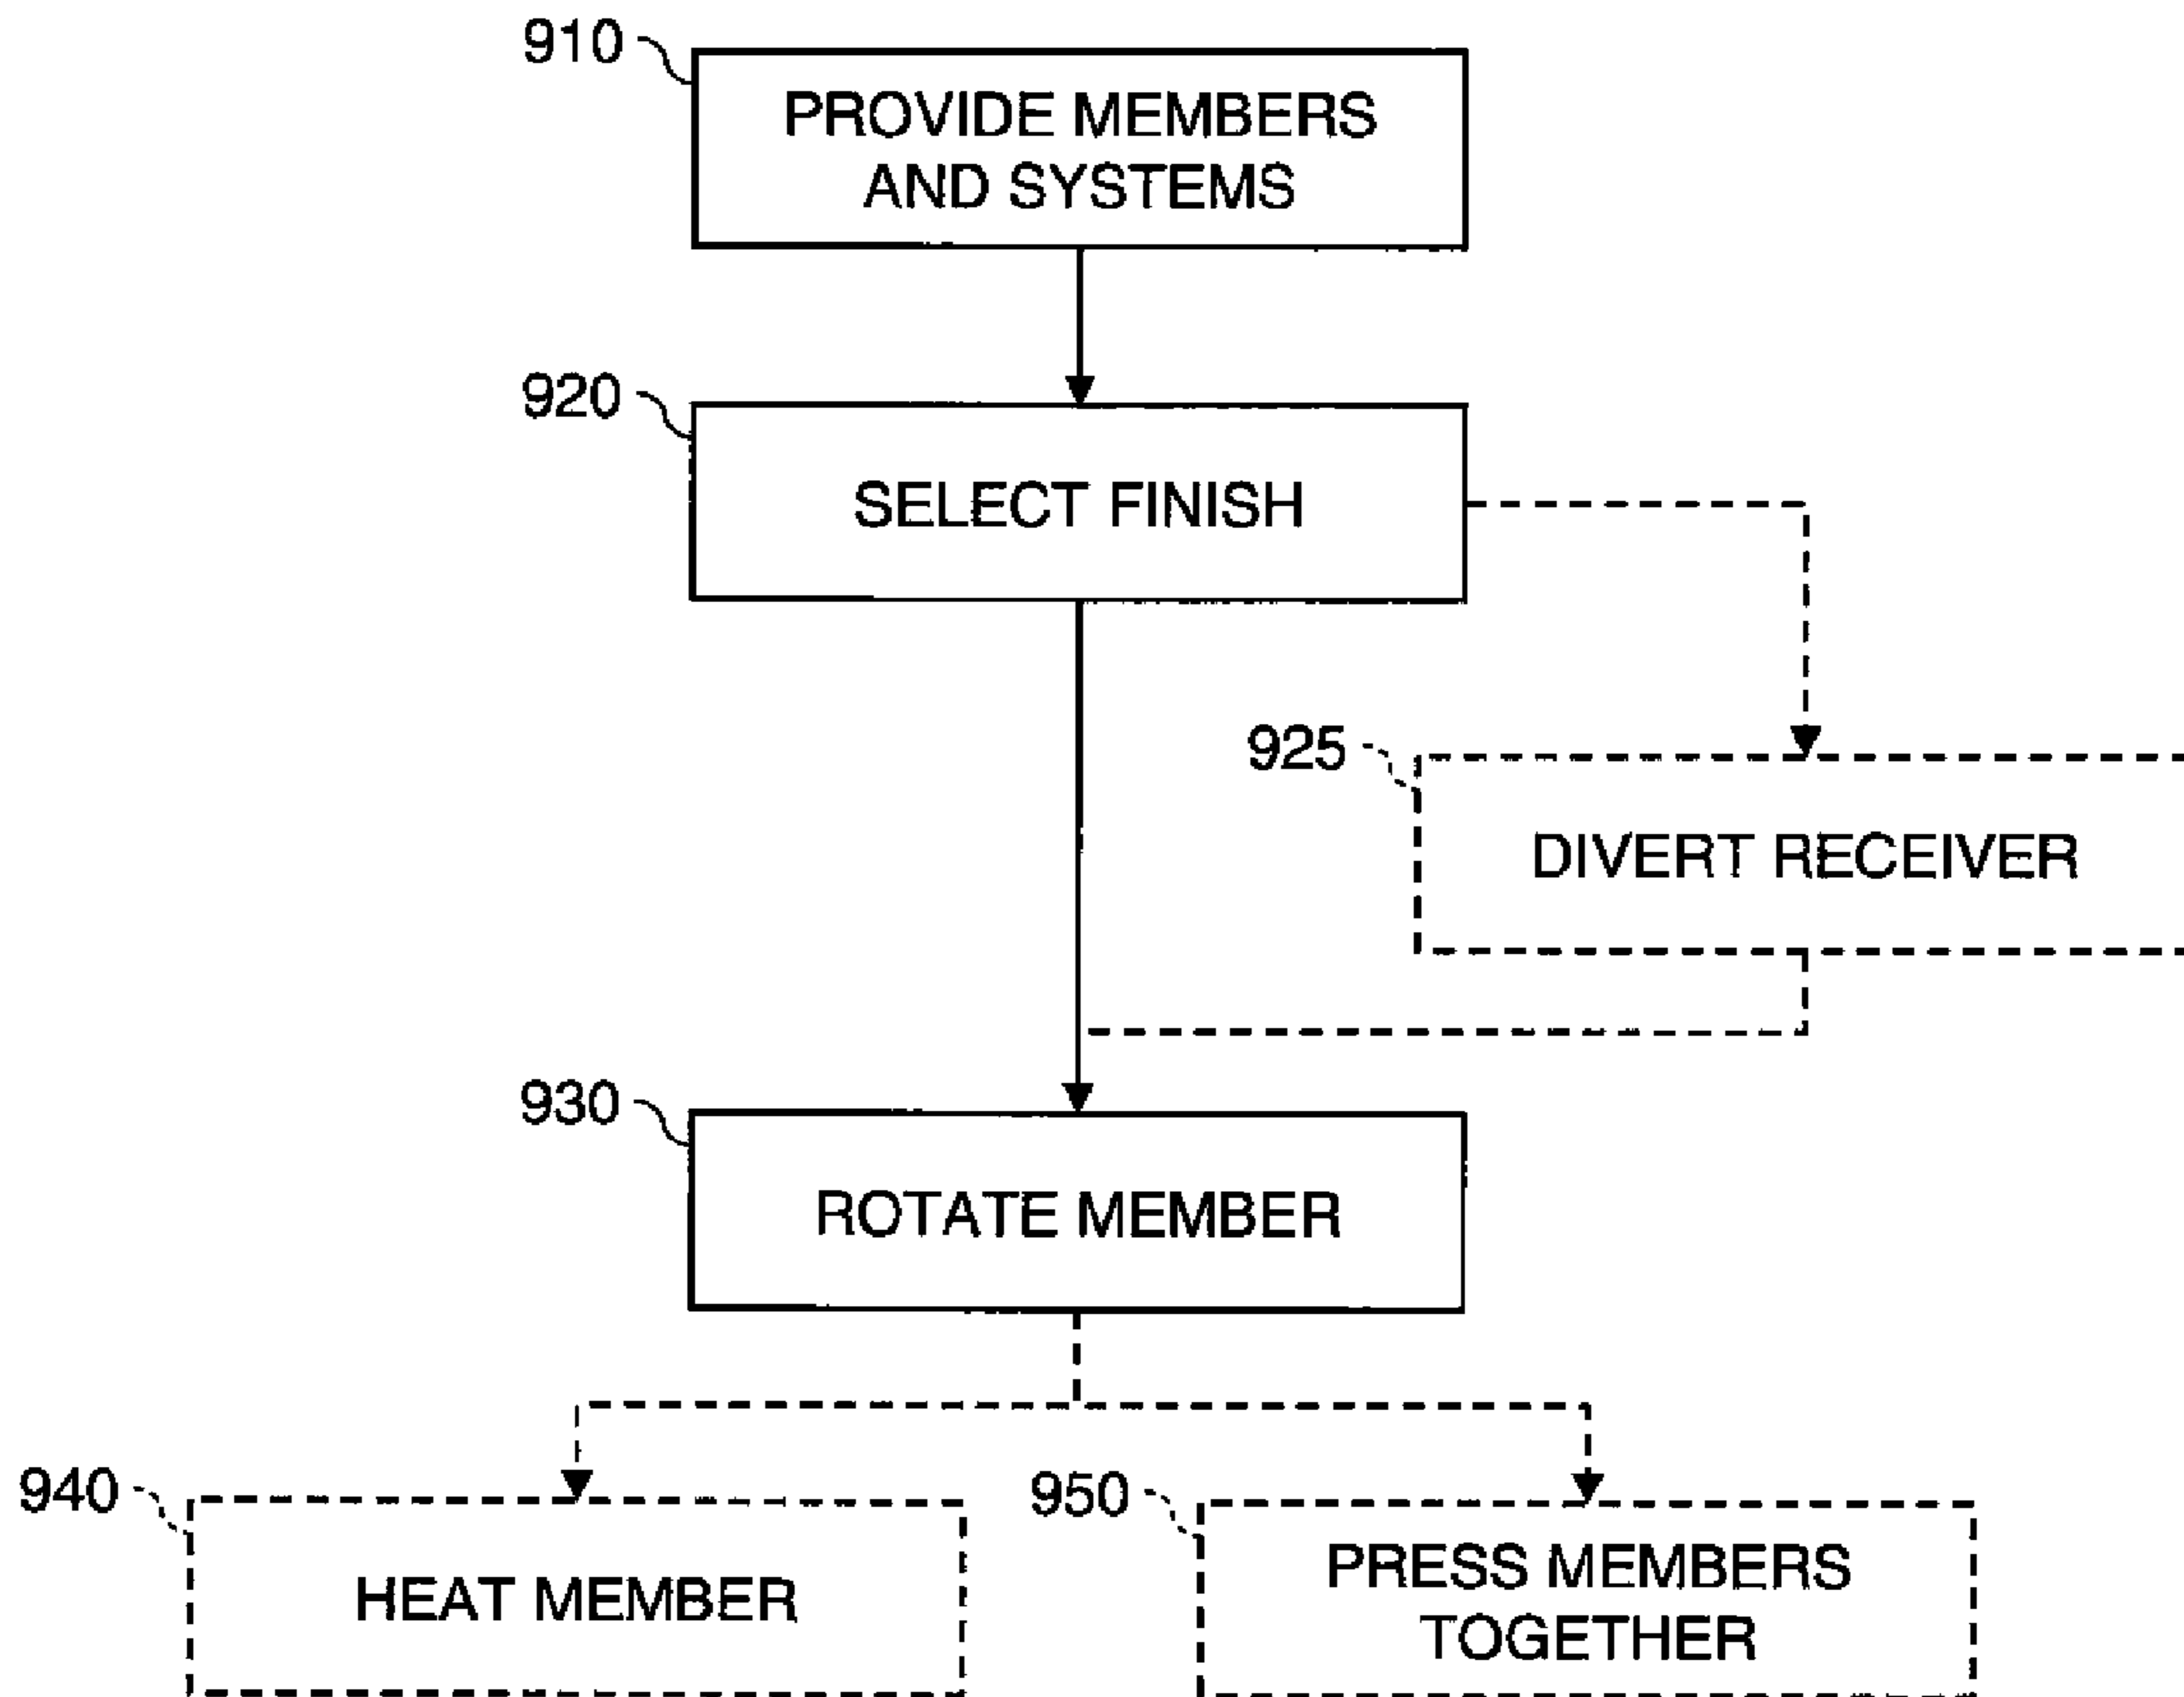 910
PROVIDE MEMBERS
AND SYSTEMS
920
SELECT FINISH
925
DIVERT RECEIVER
930
ROTATE MEMBER
940
HEAT MEMBER
950
PRESS MEMBERS
TOGETHER